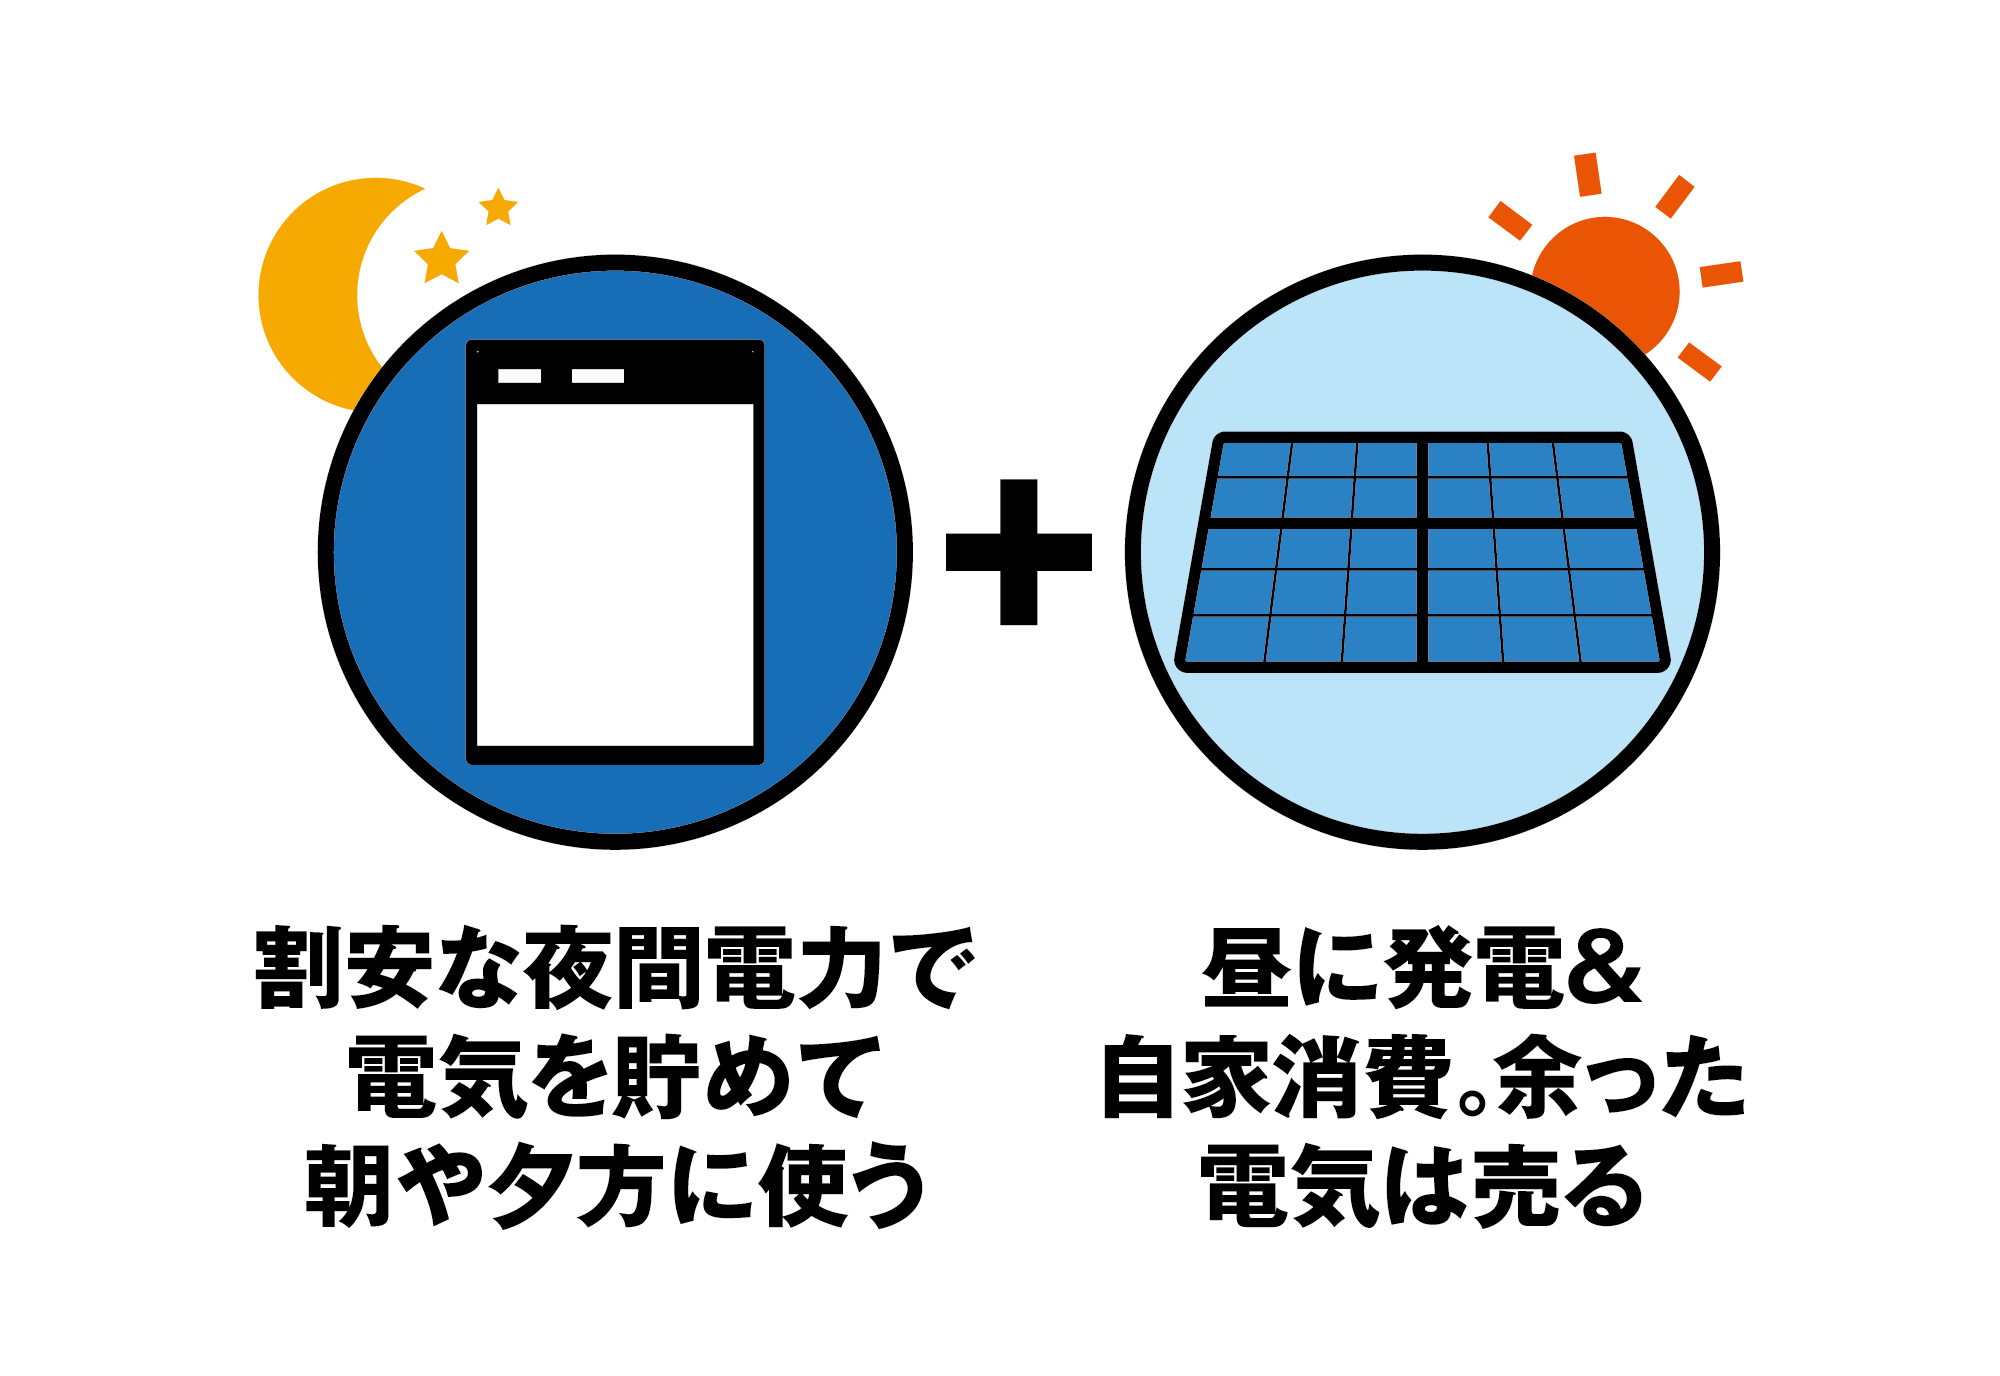 割安な夜間電力で
電気を貯めて
朝や夕方に使う
昼に発電&
自家消費。余った
電気は売る